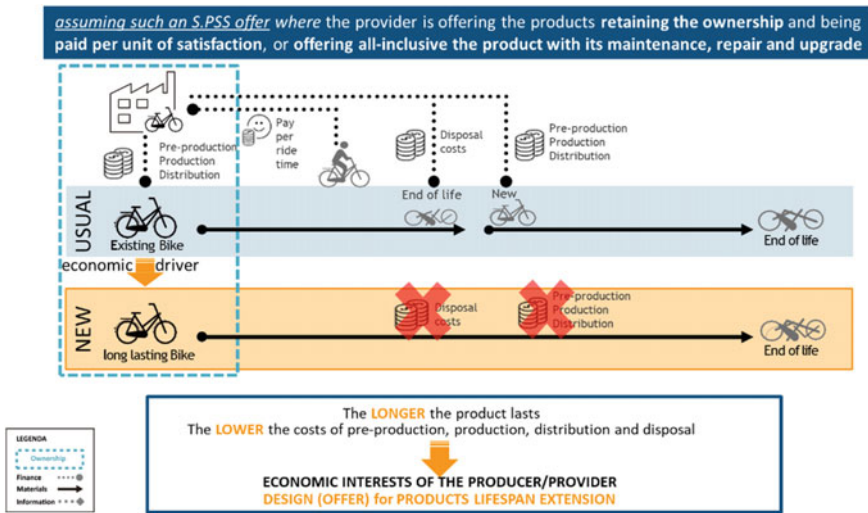 assuming such an S.PSS offer where the provider is offering the products retaining the ownership and being
paid per unit of satisfaction, or offering all-inclusive the product with its maintenance, repair and upgrade
Pre-production
Production
Distribution
Pay
per
ride
time
Disposal
costs
Pre-production
Production
Distribution
USUAL
Existing Bike
End of life
New
End of life
economic driver
NEW
long lasting Bike
Disposal
costs
Pre-production
Production
Distribution
End of life
The LONGER the product lasts
The LOWER the costs of pre-production, production, distribution and disposal
ECONOMIC INTERESTS OF THE PRODUCER/PROVIDER
DESIGN (OFFER) for PRODUCTS LIFESPAN EXTENSION
LEGENDA
Ownership
Finance
Materials
Information